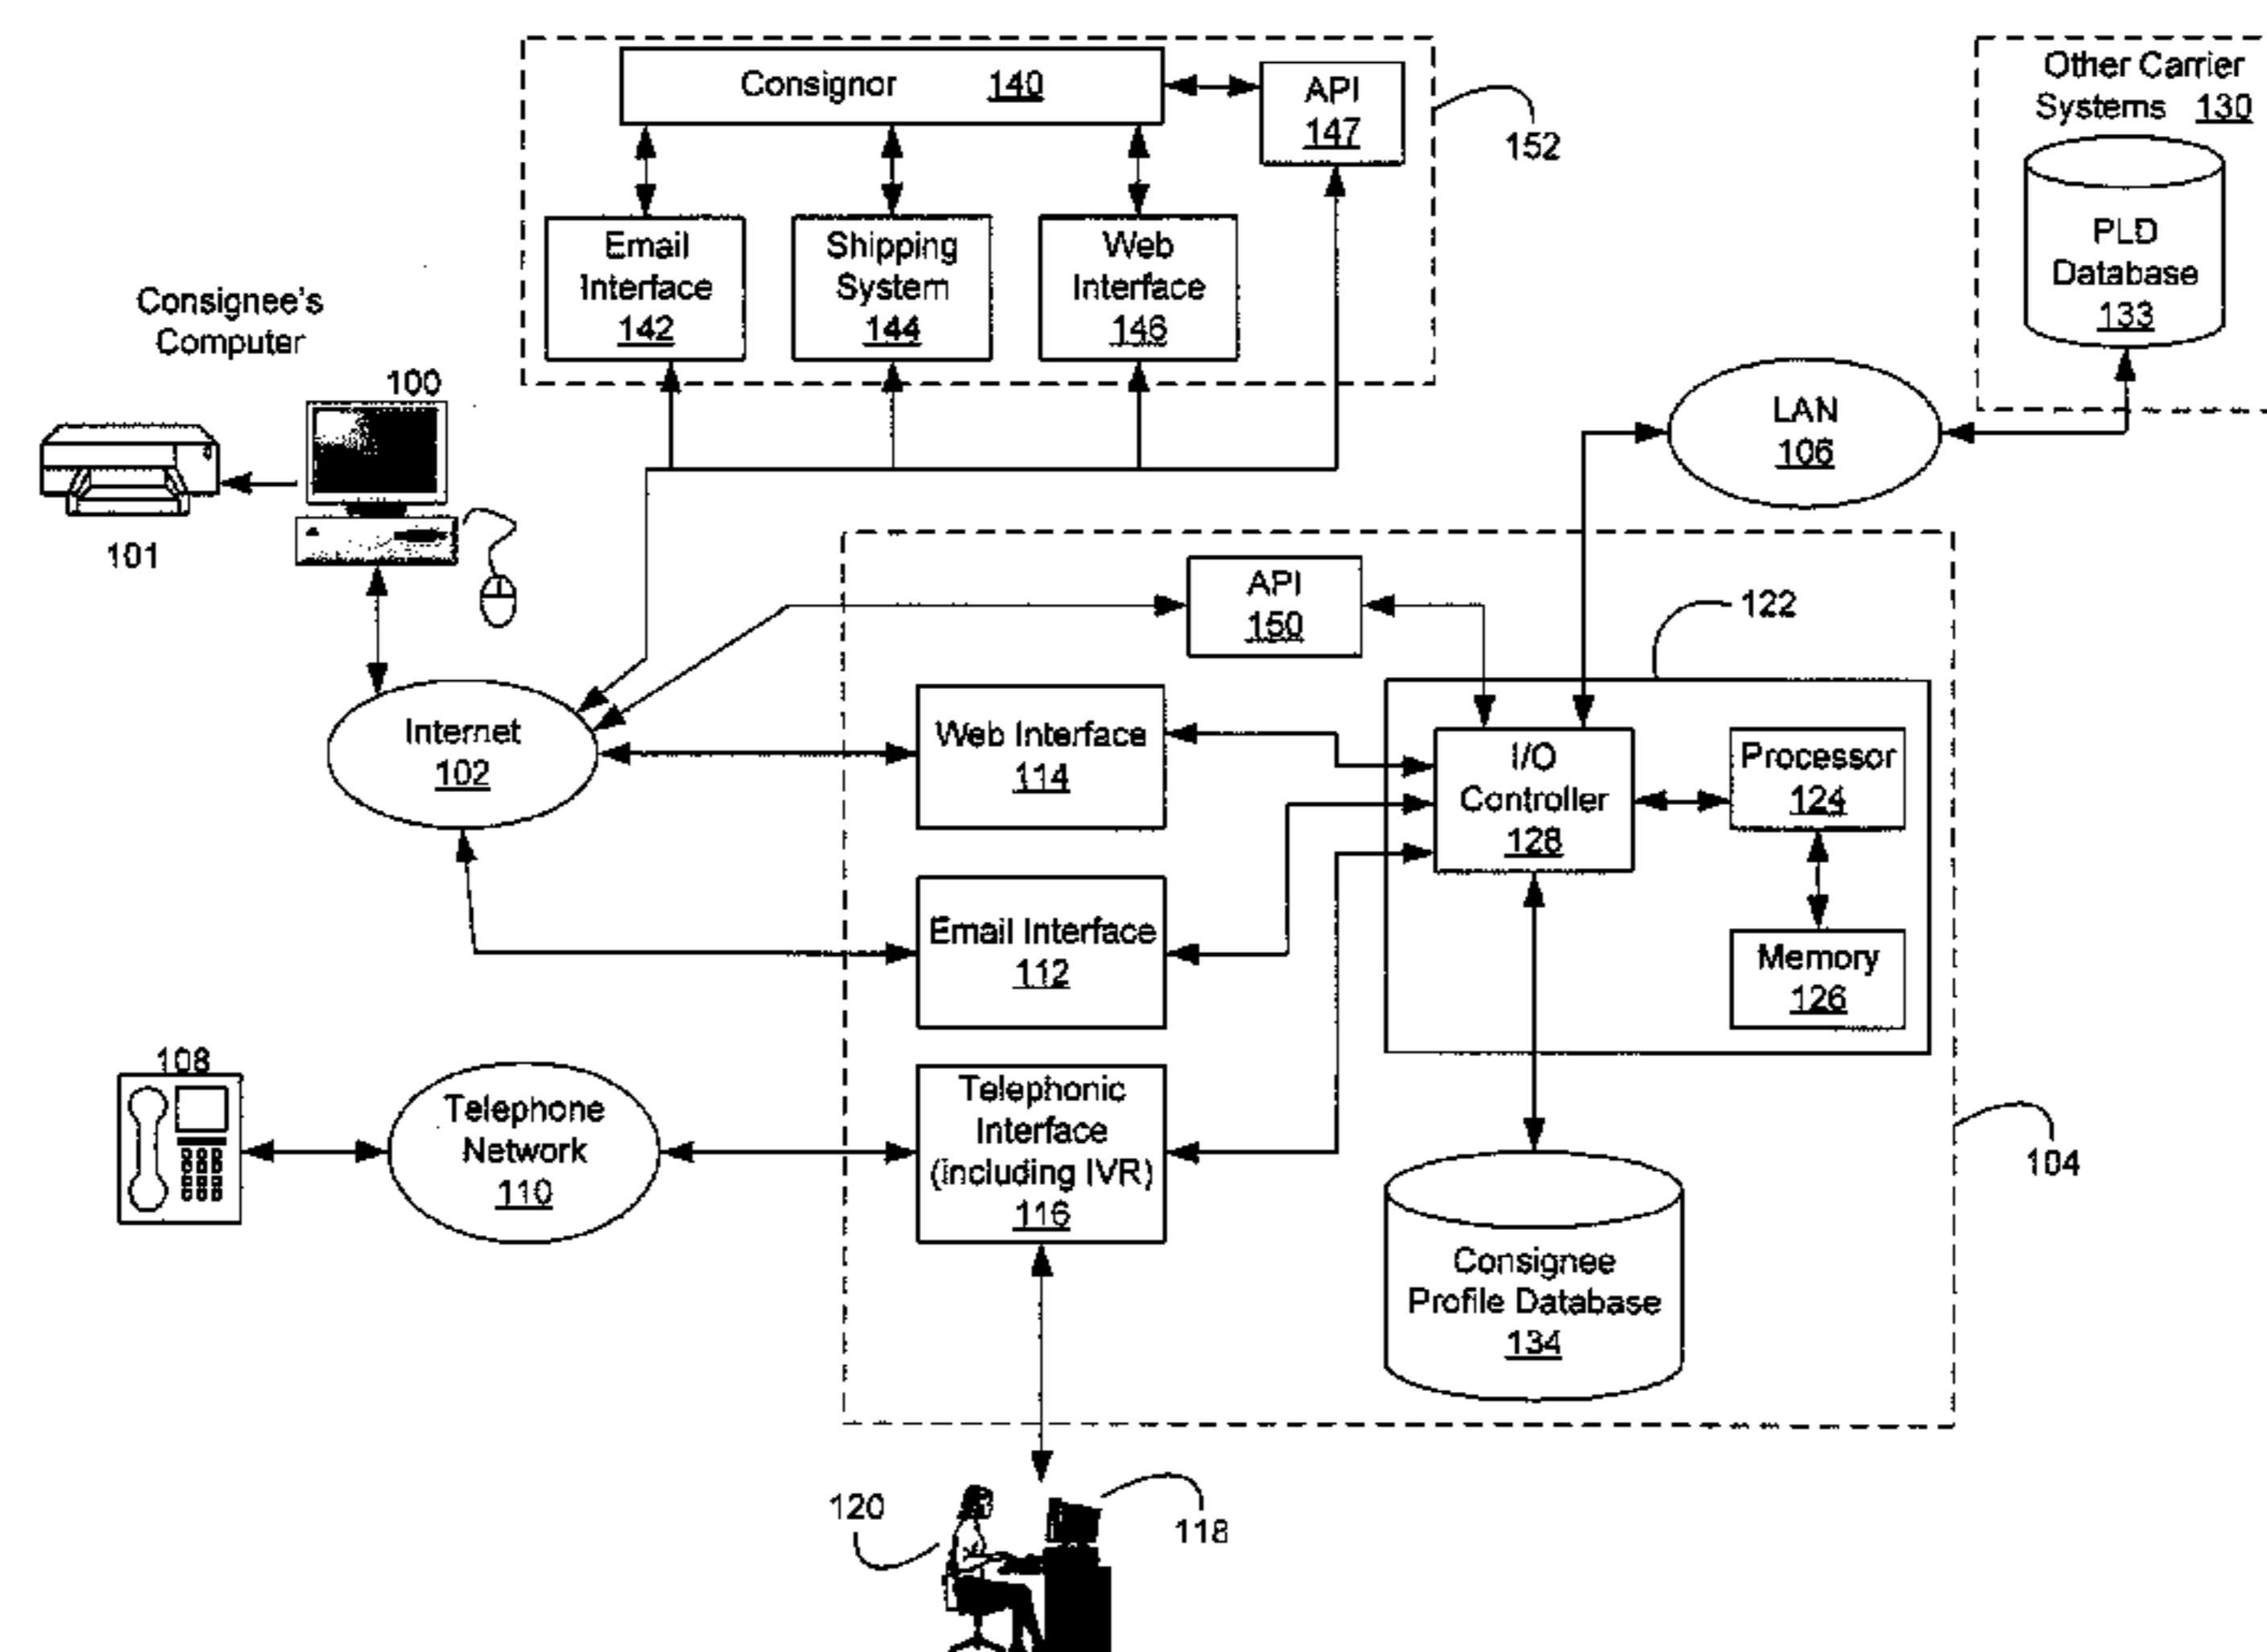 Consignor 140
API
147
152
Email
Interface
142
Shipping
System
144
Web
Interface
146
Other Carrier
Systems 130
PLD
Database
133
Consignee's
Computer
100
101
LAN
106
API
150
122
Internet
102
Web Interface
114
I/O
Controller
128
Processor
124
Email Interface
112
Memory
126
108
Telephone
Network
110
Telephonic
Interface
(including IVR)
116
104
Consignee
Profile Database
134
120
118